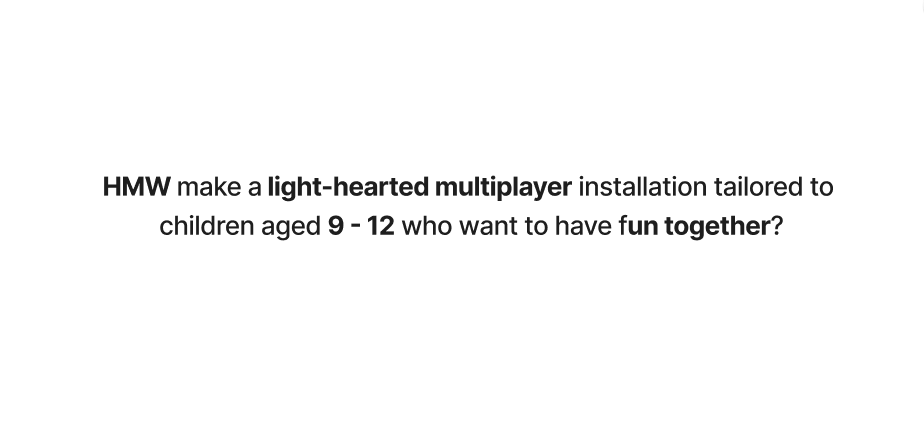 HMW make a light-hearted multiplayer installation tailored to
children aged 9 - 12 who want to have fun together?